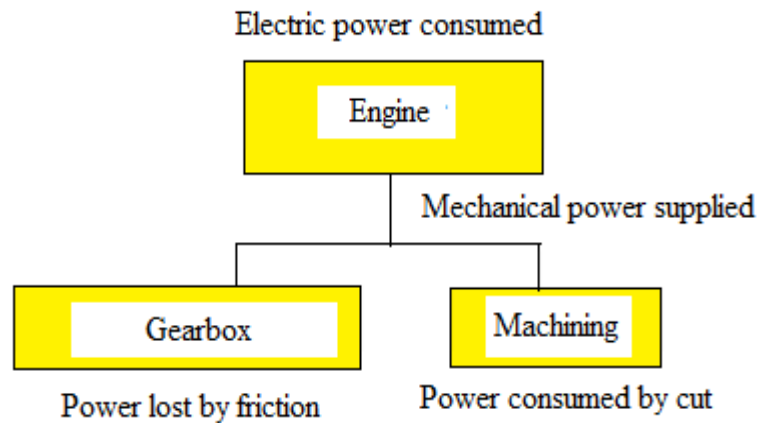 Electric power consumed
Engine
Mechanical power supplied
Gearbox
Machining
Power lost by friction
Power consumed by cut